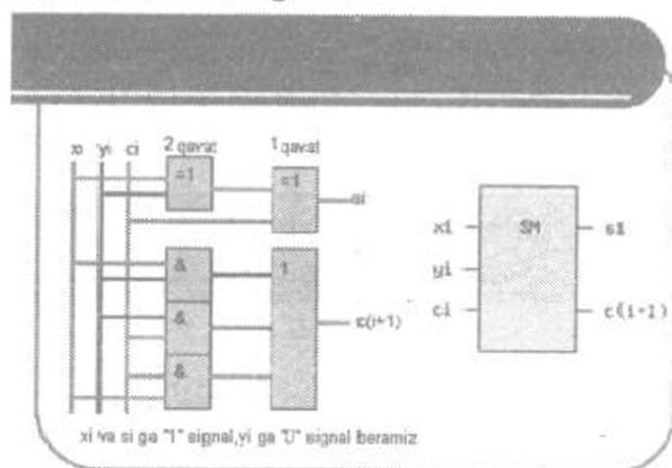 xi yi ci 2 qavat 1 qavat
=1 =1
si
& 1
& c(i+1)
&
xi SM si
yi
ci c(i+1)
xi va si ga "1" signal,yi ga "0" signal beramiz